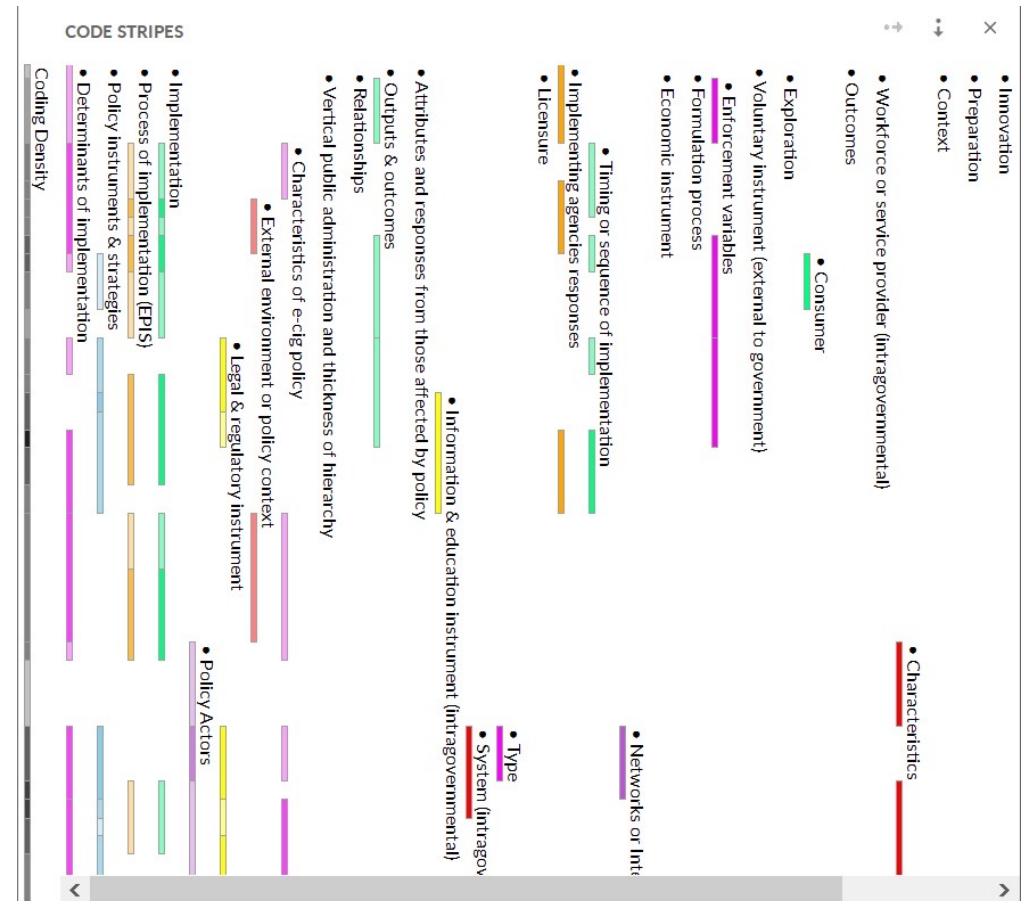 CODE STRIPES
Coding Density
• Determinants of implementation
• Policy instruments & strategies
• Process of implementation (EPIS)
• Implementation
• Policy Actors
• Legal & regulatory instrument
• External environment or policy context
• Characteristics of e-cig policy
• Vertical public administration and thickness of hierarchy
• Relationships
• Outputs & outcomes
• Attributes and responses from those affected by policy
• Information & education instrument (intragovernmental)
• System (intragov
• Type
• Licensure
• Implementing agencies responses
• Timing or sequence of implementation
• Networks or Inte
• Economic instrument
• Formulation process
• Enforcement variables
• Voluntary instrument (external to government)
• Exploration
• Consumer
• Outcomes
• Workforce or service provider (intragovernmental)
• Characteristics
• Context
• Preparation
• Innovation